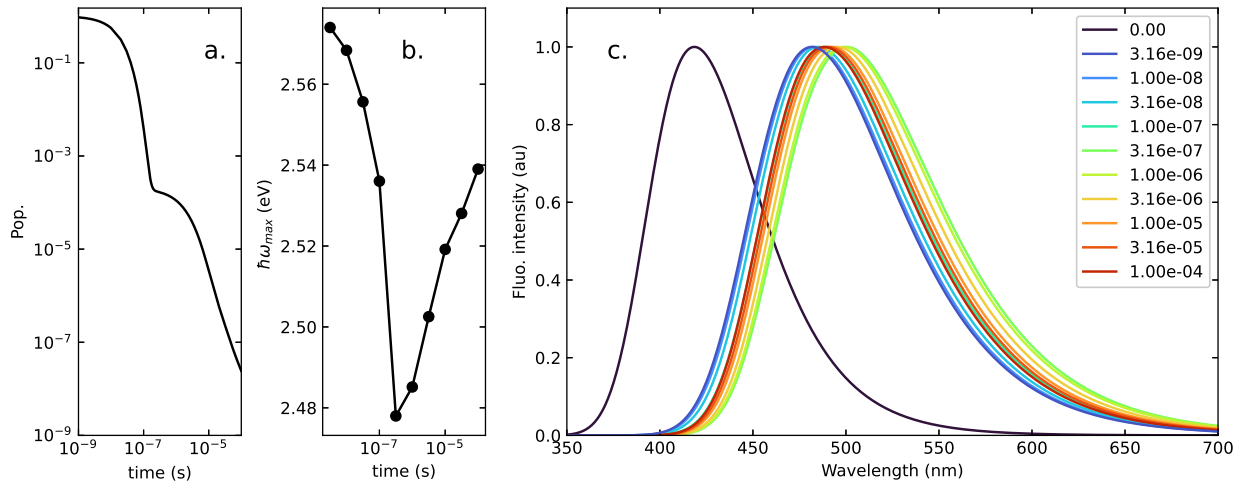 a.
Pop.
10⁻¹
10⁻³
10⁻⁵
10⁻⁷
10⁻⁹
10⁻⁹ 10⁻⁷ 10⁻⁵
time (s)
b.
ℏω_max (eV)
2.56
2.54
2.52
2.50
2.48
10⁻⁷ 10⁻⁵
time (s)
c.
Fluo. intensity (au)
1.0
0.8
0.6
0.4
0.2
0.0
350 400 450 500 550 600 650 700
Wavelength (nm)
0.00
3.16e-09
1.00e-08
3.16e-08
1.00e-07
3.16e-07
1.00e-06
3.16e-06
1.00e-05
3.16e-05
1.00e-04